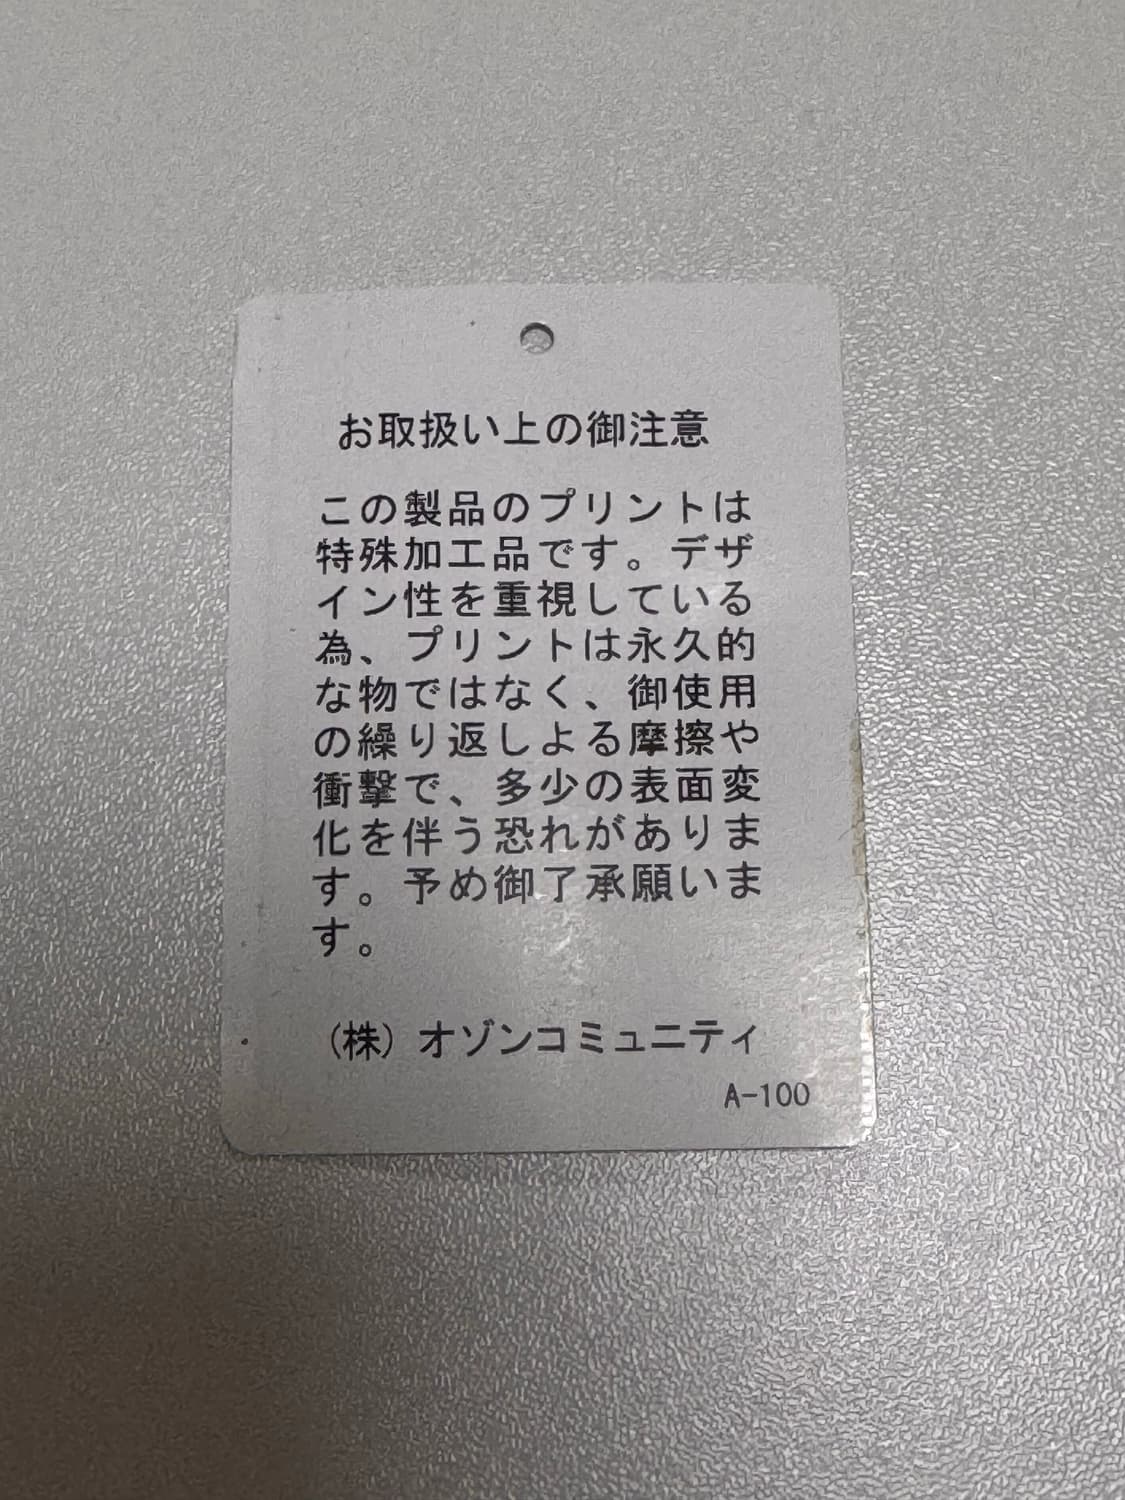 お取扱い上の御注意
この製品のプリントは
特殊加工品です。デザ
イン性を重視している
為、プリントは永久的
な物ではなく、御使用
の繰り返しよる摩擦や
衝撃で、多少の表面変
化を伴う恐れがありま
す。予め御了承願いま
す。
(株) オゾンコミュニティ
A-100